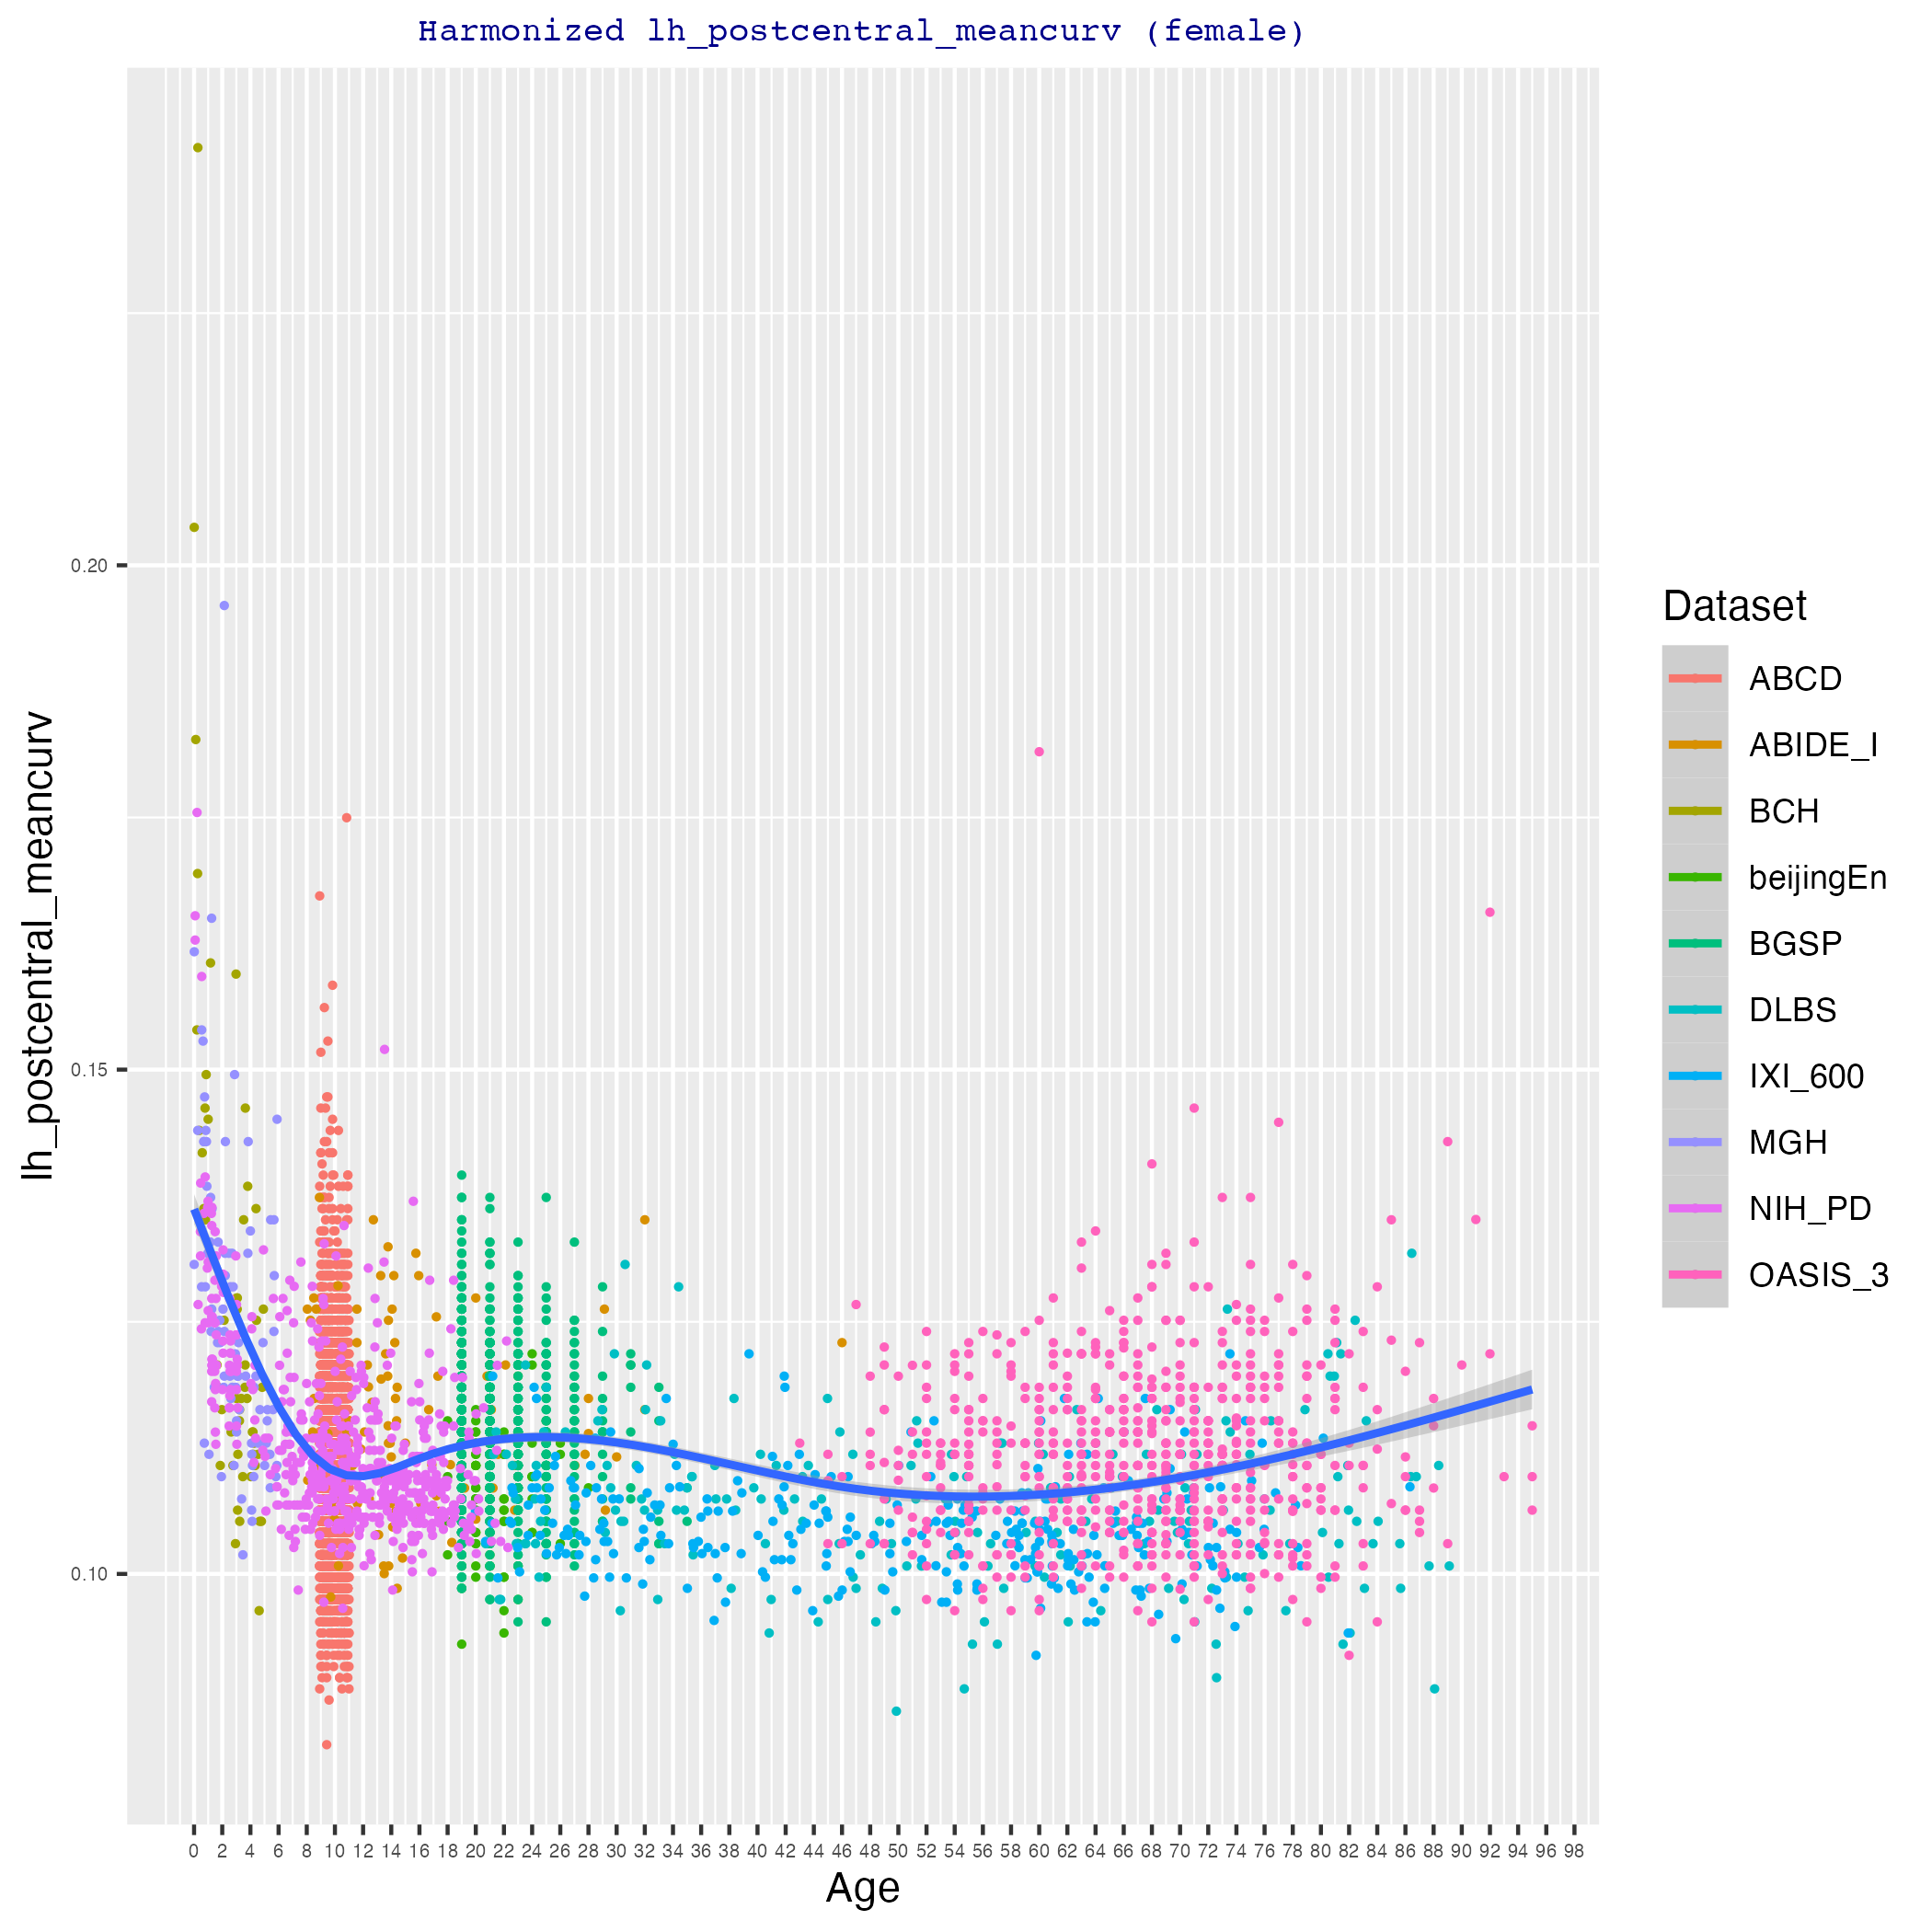 Harmonized lh_postcentral_meancurv (female)
lh_postcentral_meancurv
0.20
0.15
0.10
0 2 4 6 8 10 12 14 16 18 20 22 24 26 28 30 32 34 36 38 40 42 44 46 48 50 52 54 56 58 60 62 64 66 68 70 72 74 76 78 80 82 84 86 88 90 92 94 96 98
Age
Dataset
ABCD
ABIDE_I
BCH
beijingEn
BGSP
DLBS
IXI_600
MGH
NIH_PD
OASIS_3